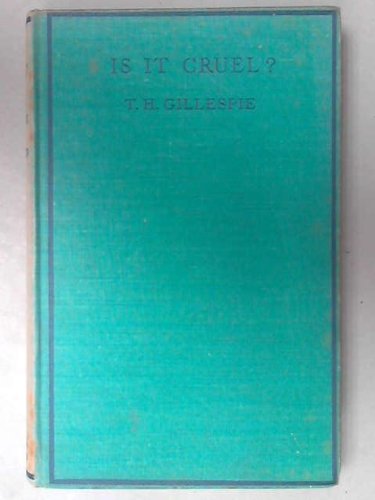 IS IT CRUEL?
T. H. GILLESPIE